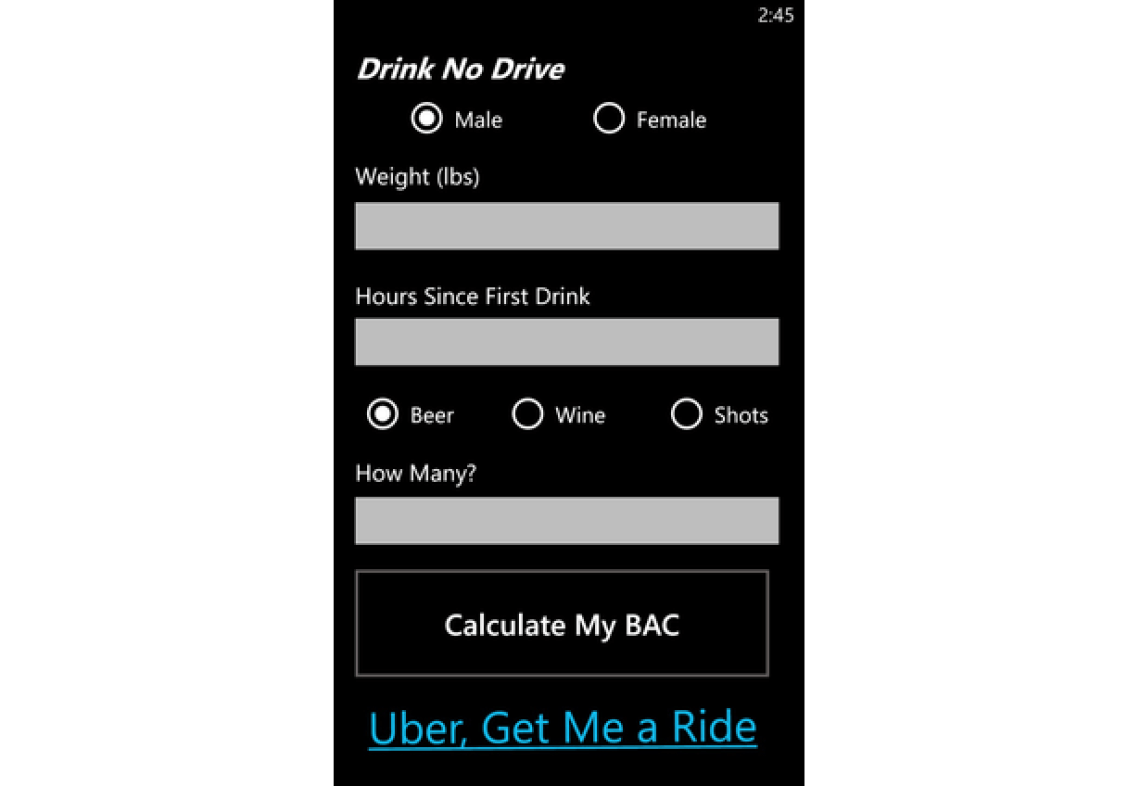 2:45
Drink No Drive
Male Female
Weight (lbs)
Hours Since First Drink
Beer Wine Shots
How Many?
Calculate My BAC
Uber, Get Me a Ride